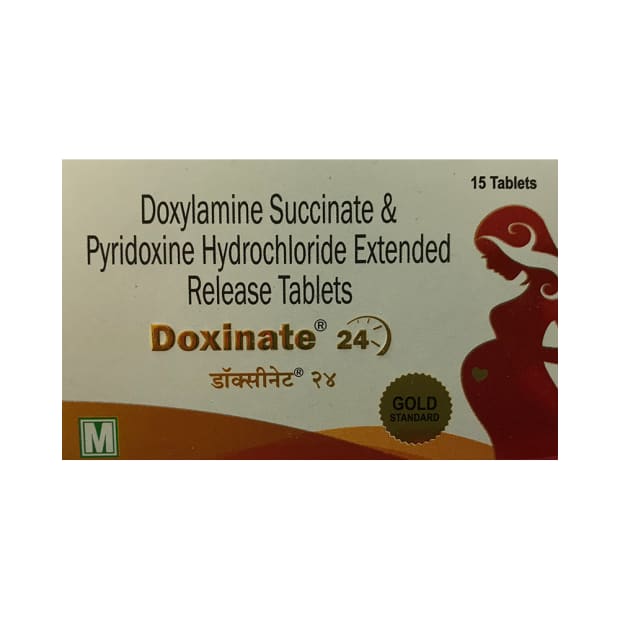 15 Tablets
Doxylamine Succinate &
Pyridoxine Hydrochloride Extended
Release Tablets
Doxinate® 24
डॉक्सीनेट® २४
GOLD
STANDARD
M